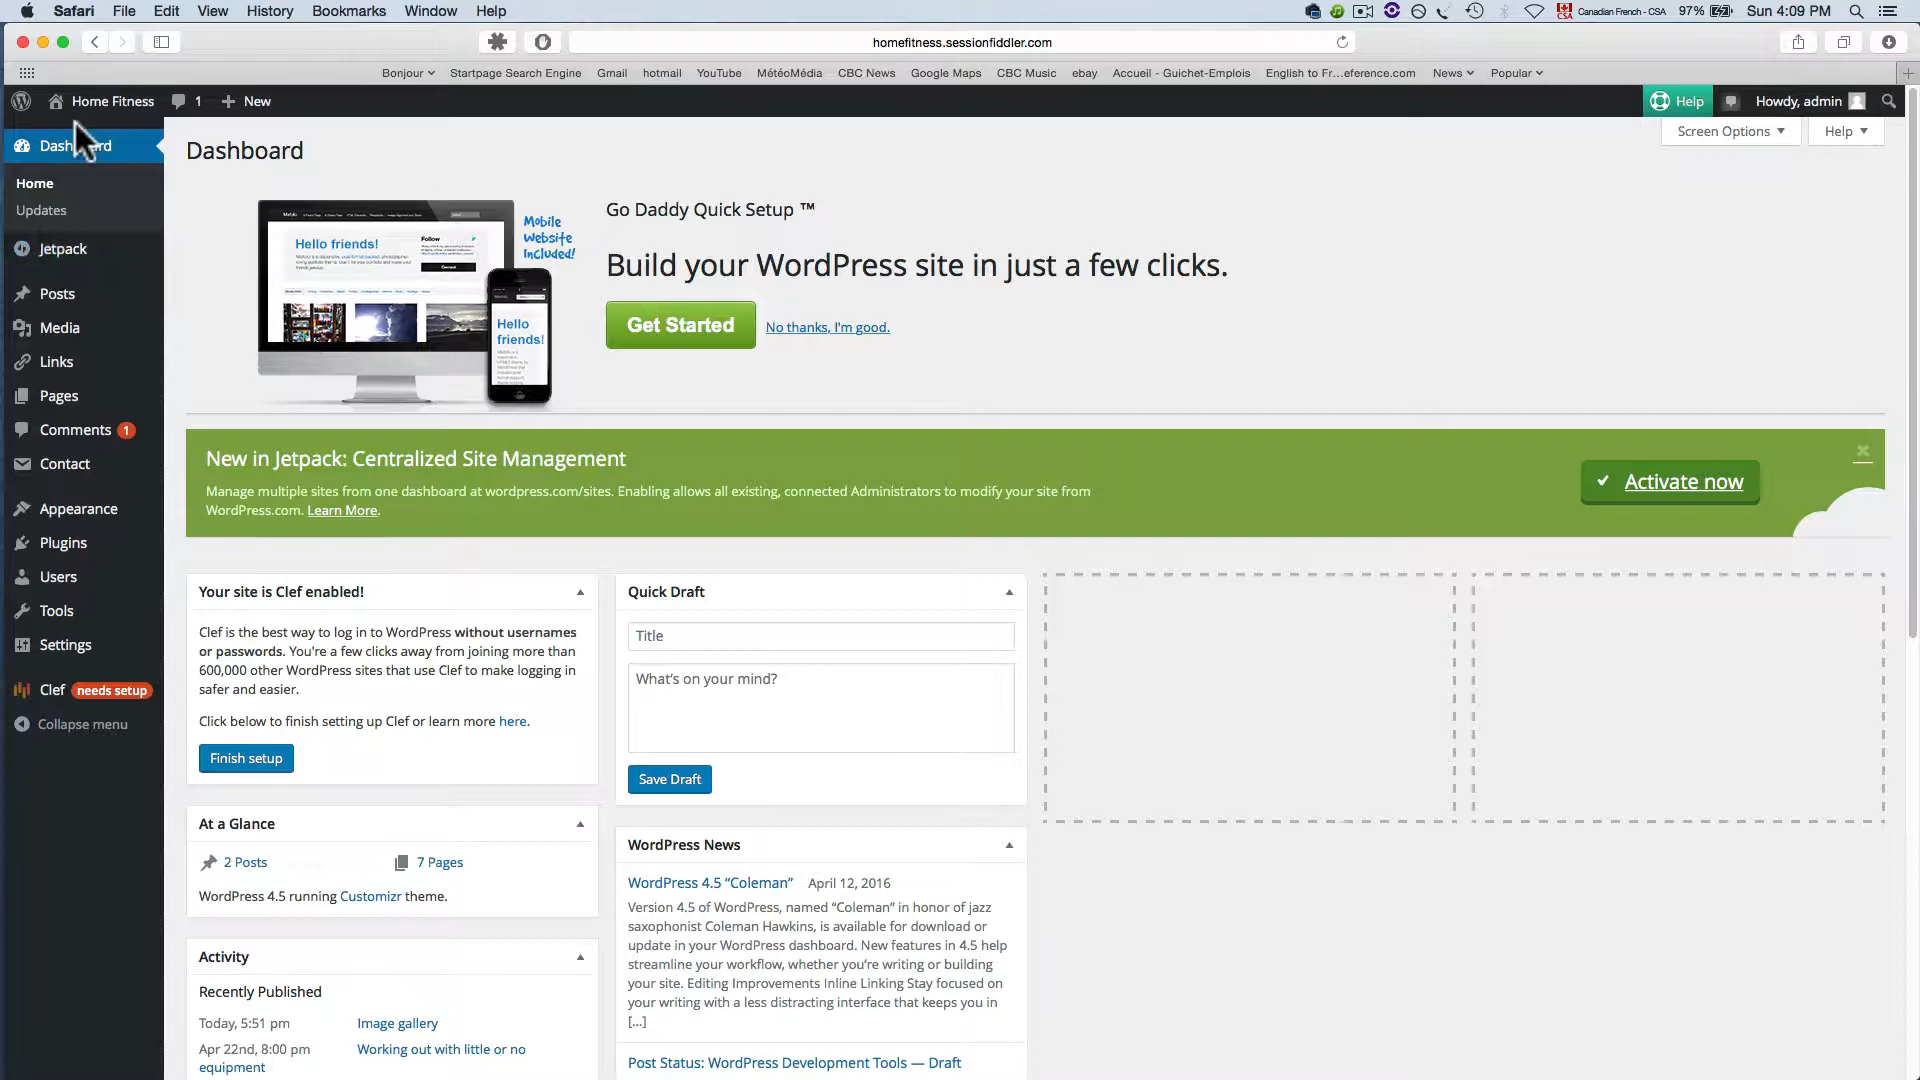 Safari File Edit View History Bookmarks Window Help Canadian French - CSA 97% Sun 4:09 PM
homefitness.sessionfiddler.com
Bonjour Startpage Search Engine Gmail hotmail YouTube MétéoMédia CBC News Google Maps CBC Music ebay Accueil - Guichet-Emplois English to Fr...eference.com News Popular
Home Fitness 1 + New Help Howdy, admin
Dashboard
Home
Updates
Jetpack
Posts
Media
Links
Pages
Comments 1
Contact
Appearance
Plugins
Users
Tools
Settings
Clef needs setup
Collapse menu
Screen Options Help
Dashboard
Hello friends!
Follow
Mobile
Website
Included!
Hello
friends!
Go Daddy Quick Setup ™
Build your WordPress site in just a few clicks.
Get Started No thanks, I'm good.
New in Jetpack: Centralized Site Management
Manage multiple sites from one dashboard at wordpress.com/sites. Enabling allows all existing, connected Administrators to modify your site from
WordPress.com. Learn More.
Activate now
Your site is Clef enabled!
Clef is the best way to log in to WordPress without usernames
or passwords. You're a few clicks away from joining more than
600,000 other WordPress sites that use Clef to make logging in
safer and easier.
Click below to finish setting up Clef or learn more here.
Finish setup
At a Glance
2 Posts 7 Pages
WordPress 4.5 running Customizr theme.
Activity
Recently Published
Today, 5:51 pm Image gallery
Apr 22nd, 8:00 pm Working out with little or no
equipment
Quick Draft
Title
What's on your mind?
Save Draft
WordPress News
WordPress 4.5 “Coleman” April 12, 2016
Version 4.5 of WordPress, named “Coleman” in honor of jazz
saxophonist Coleman Hawkins, is available for download or
update in your WordPress dashboard. New features in 4.5 help
streamline your workflow, whether you’re writing or building
your site. Editing Improvements Inline Linking Stay focused on
your writing with a less distracting interface that keeps you in
[...]
Post Status: WordPress Development Tools — Draft